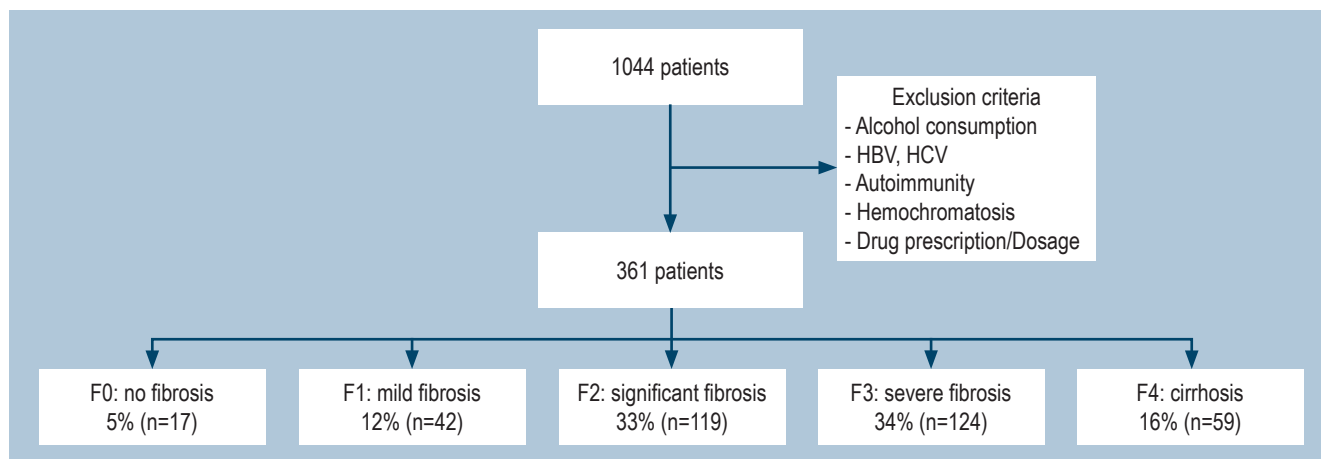 1044 patients
Exclusion criteria
- Alcohol consumption
- HBV, HCV
- Autoimmunity
- Hemochromatosis
- Drug prescription/Dosage
361 patients
F0: no fibrosis
5% (n=17)
F1: mild fibrosis
12% (n=42)
F2: significant fibrosis
33% (n=119)
F3: severe fibrosis
34% (n=124)
F4: cirrhosis
16% (n=59)